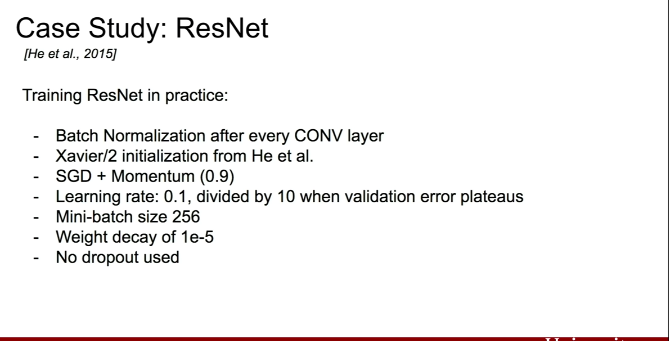 Case Study: ResNet
[He et al., 2015]
Training ResNet in practice:
- Batch Normalization after every CONV layer
- Xavier/2 initialization from He et al.
- SGD + Momentum (0.9)
- Learning rate: 0.1, divided by 10 when validation error plateaus
- Mini-batch size 256
- Weight decay of 1e-5
- No dropout used